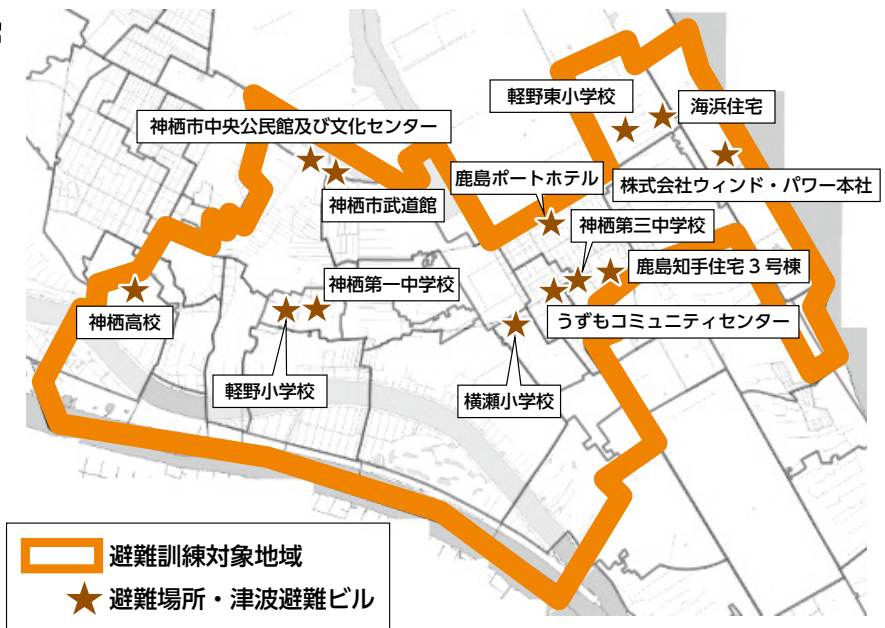 軽野東小学校
海浜住宅
神栖市中央公民館及び文化センター
鹿島ポートホテル
株式会社ウィンド・パワー本社
神栖市武道館
神栖第三中学校
鹿島知手住宅3号棟
神栖高校
神栖第一中学校
うずもコミュニティセンター
軽野小学校
横瀬小学校
避難訓練対象地域
避難場所・津波避難ビル